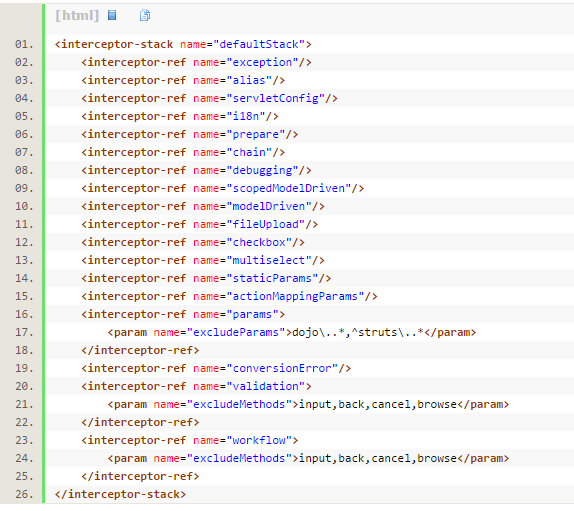 [html]
01. <interceptor-stack name="defaultStack">
02. <interceptor-ref name="exception"/>
03. <interceptor-ref name="alias"/>
04. <interceptor-ref name="servletConfig"/>
05. <interceptor-ref name="i18n"/>
06. <interceptor-ref name="prepare"/>
07. <interceptor-ref name="chain"/>
08. <interceptor-ref name="debugging"/>
09. <interceptor-ref name="scopedModelDriven"/>
10. <interceptor-ref name="modelDriven"/>
11. <interceptor-ref name="fileUpload"/>
12. <interceptor-ref name="checkbox"/>
13. <interceptor-ref name="multiselect"/>
14. <interceptor-ref name="staticParams"/>
15. <interceptor-ref name="actionMappingParams"/>
16. <interceptor-ref name="params">
17. <param name="excludeParams">dojo\..*,^struts\..*</param>
18. </interceptor-ref>
19. <interceptor-ref name="conversionError"/>
20. <interceptor-ref name="validation">
21. <param name="excludeMethods">input,back,cancel,browse</param>
22. </interceptor-ref>
23. <interceptor-ref name="workflow">
24. <param name="excludeMethods">input,back,cancel,browse</param>
25. </interceptor-ref>
26. </interceptor-stack>